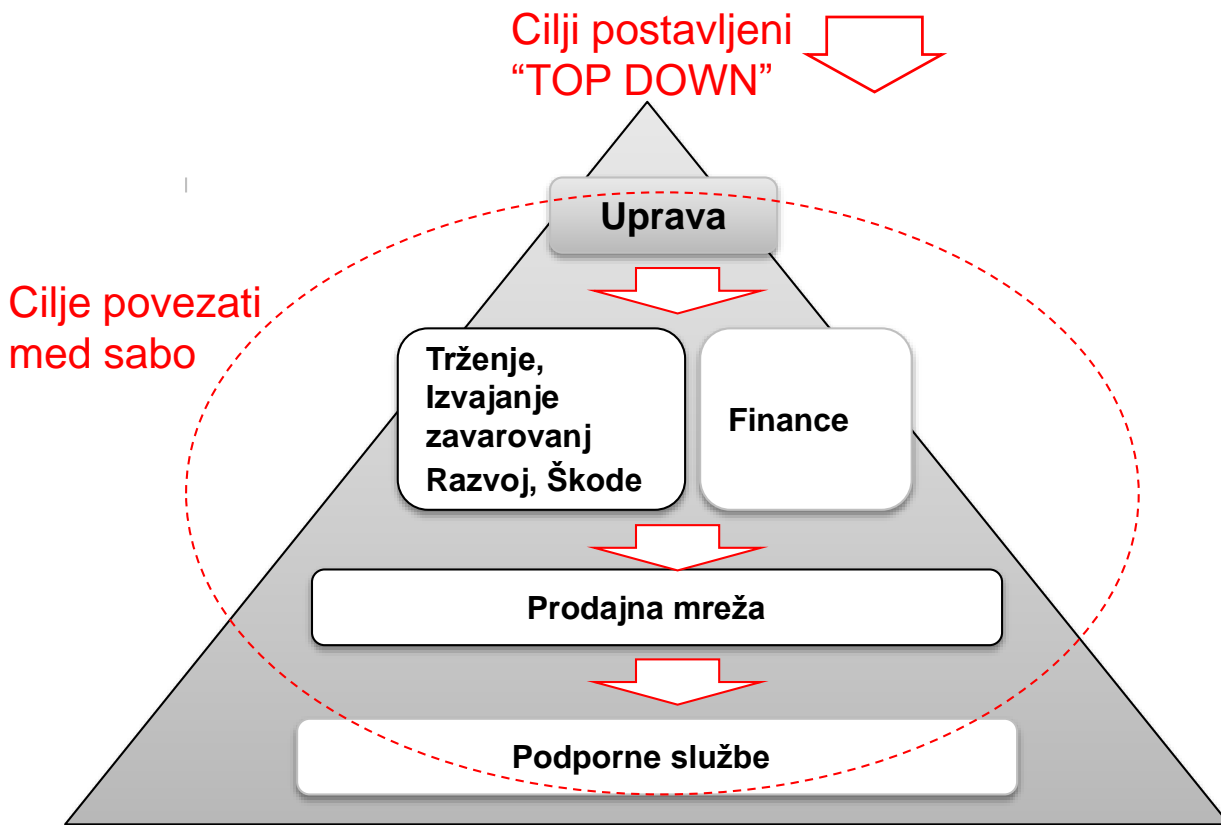 Cilji postavljeni
“TOP DOWN”
Uprava
Cilje povezati
med sabo
Trženje,
Izvajanje
zavarovanj
Razvoj, Škode
Finance
Prodajna mreža
Podporne službe